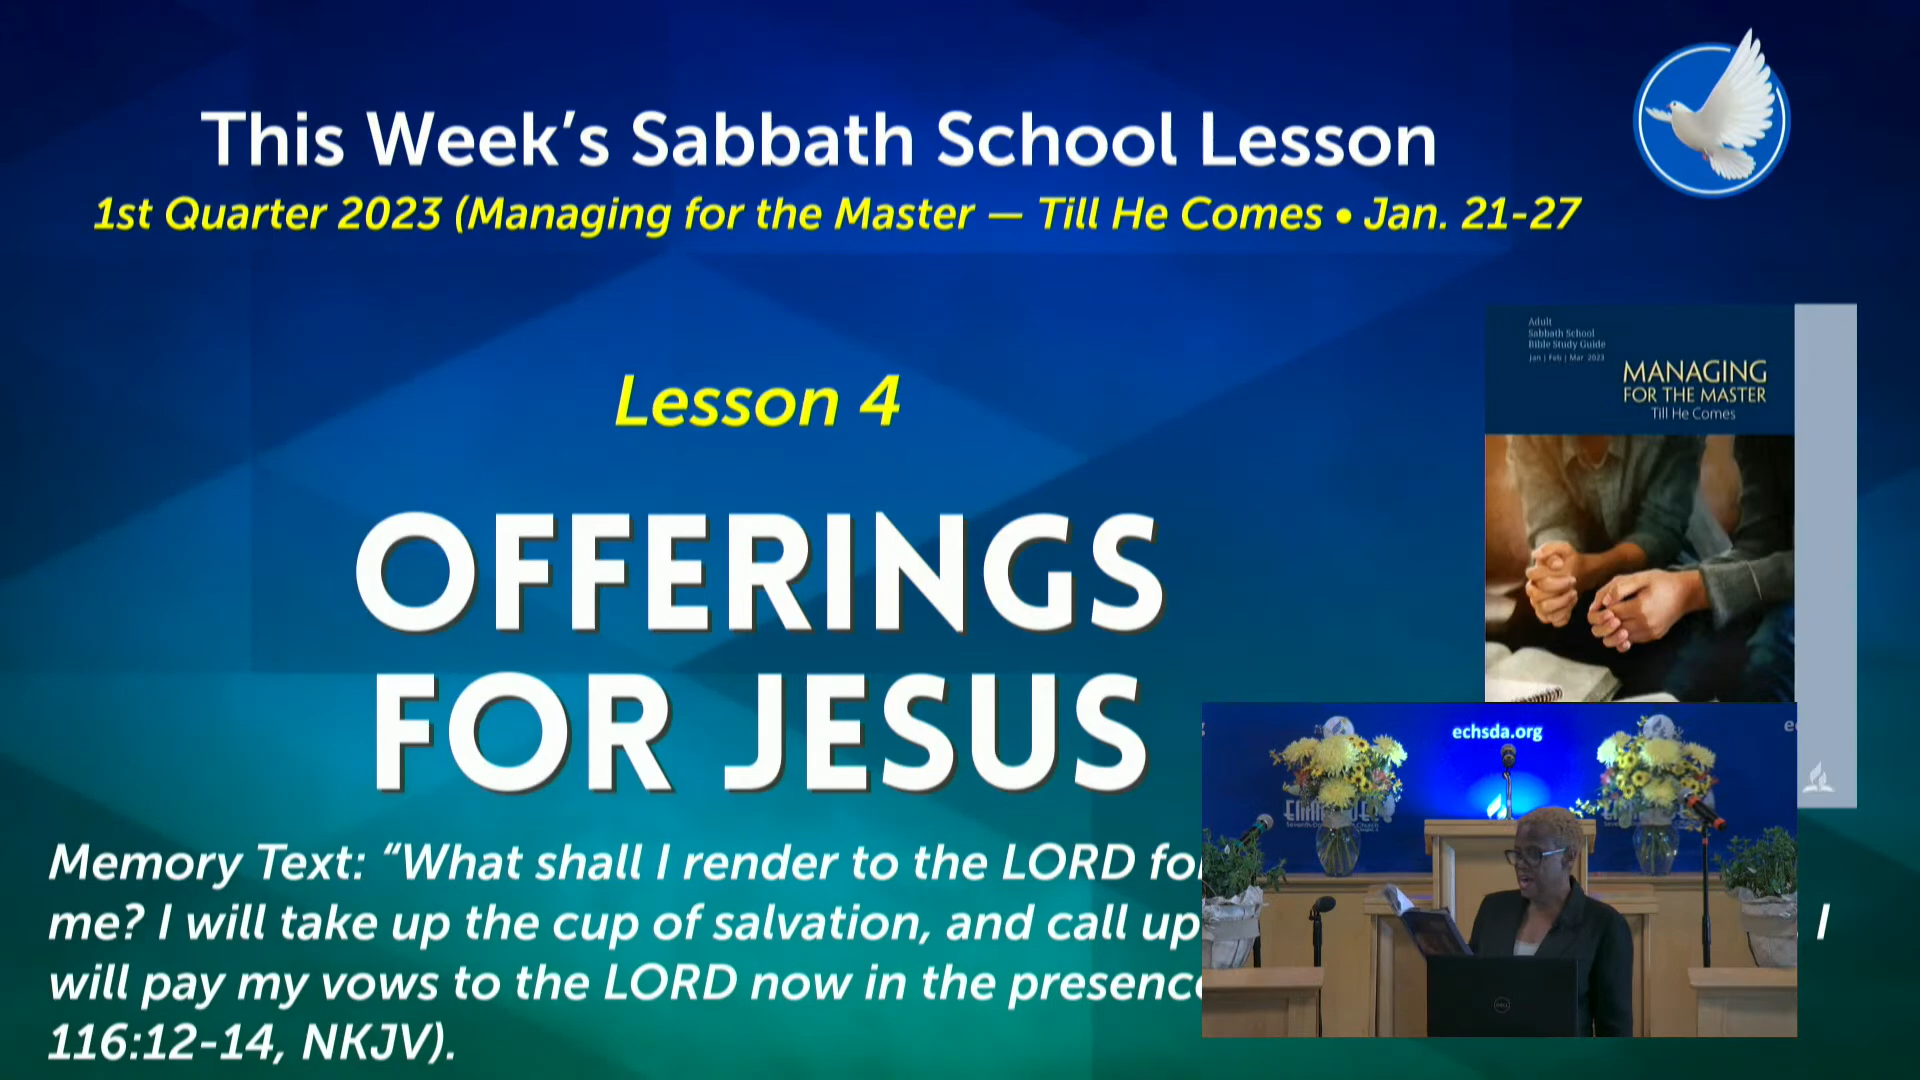 This Week’s Sabbath School Lesson
1st Quarter 2023 (Managing for the Master — Till He Comes • Jan. 21-27
Adult
Sabbath School
Bible Study Guide
Jan | Feb | Mar 2023
MANAGING
FOR THE MASTER
Till He Comes
Lesson 4
OFFERINGS
FOR JESUS
echsda.org
Memory Text: “What shall I render to the LORD
me? I will take up the cup of salvation, and call up
I
will pay my vows to the LORD now in the presence
116:12-14, NKJV).
DELL